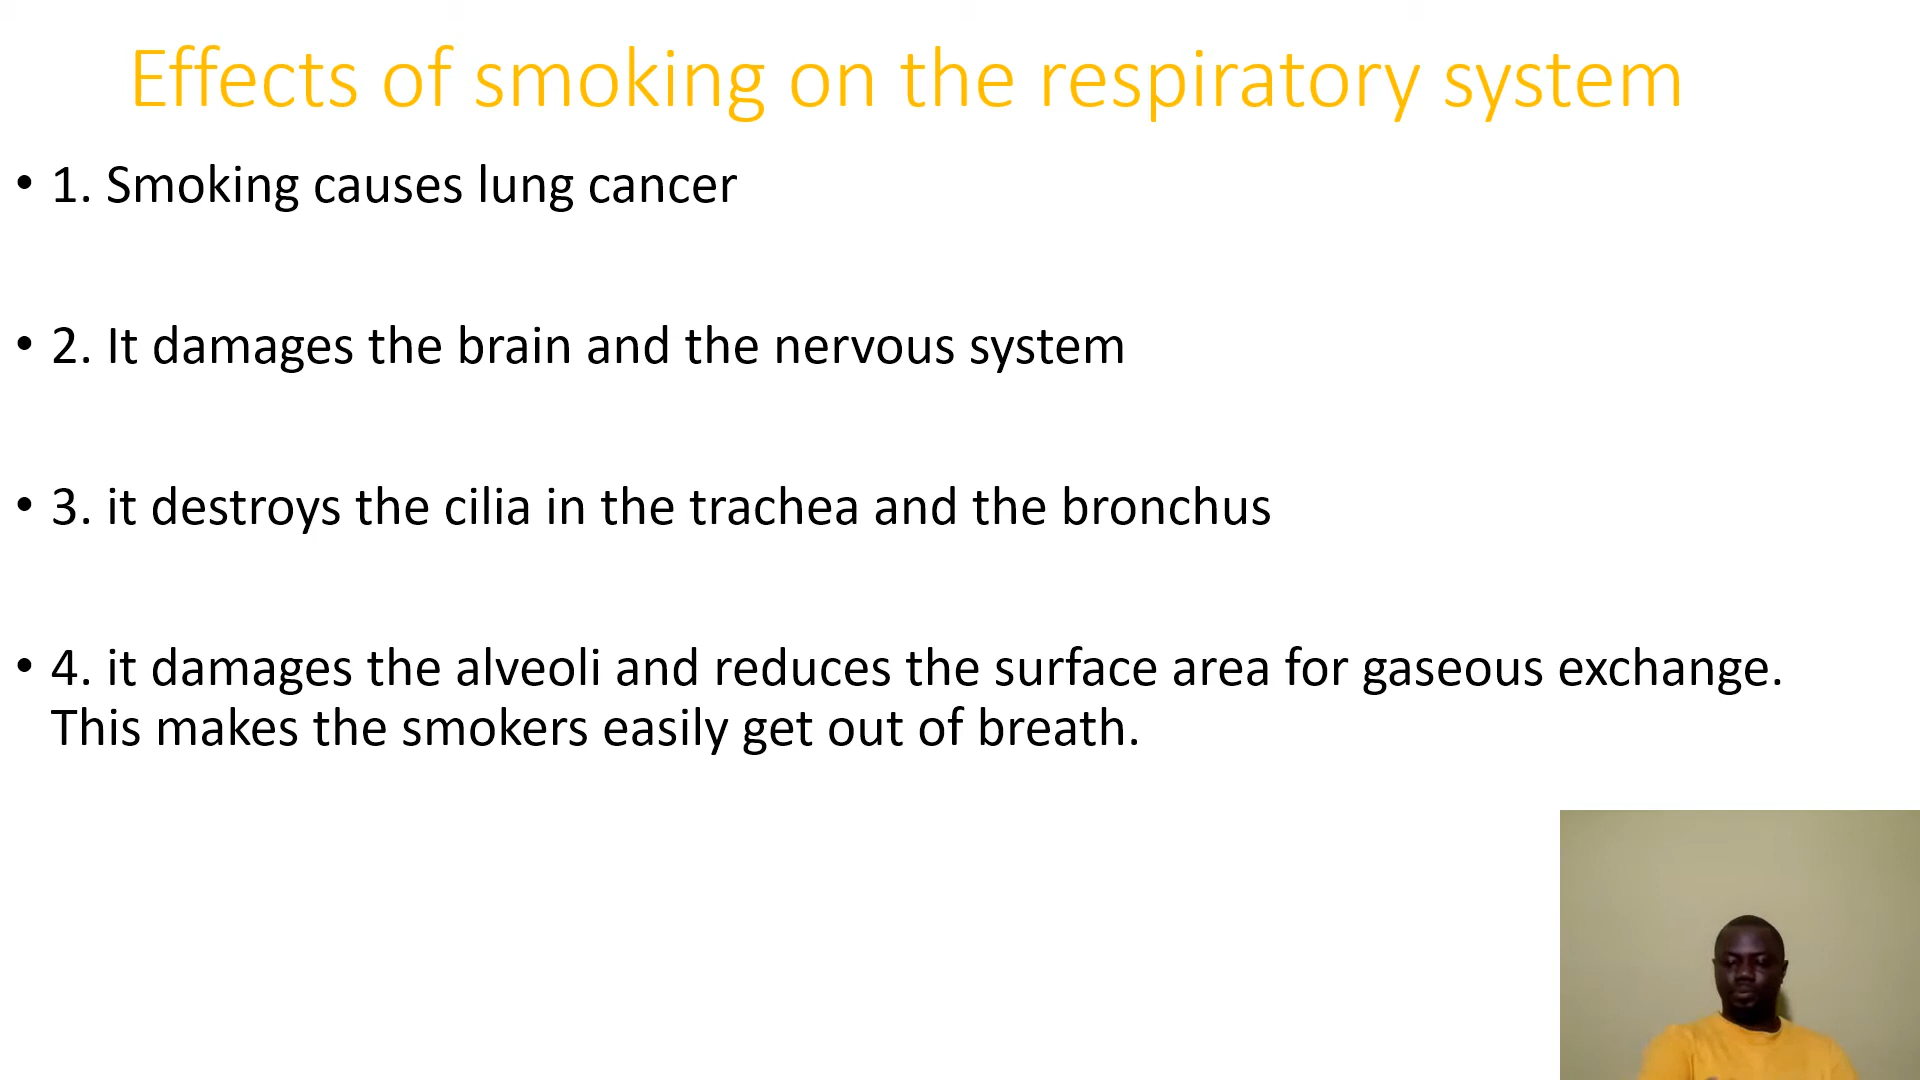 Effects of smoking on the respiratory system
• 1. Smoking causes lung cancer
• 2. It damages the brain and the nervous system
• 3. it destroys the cilia in the trachea and the bronchus
• 4. it damages the alveoli and reduces the surface area for gaseous exchange.
This makes the smokers easily get out of breath.